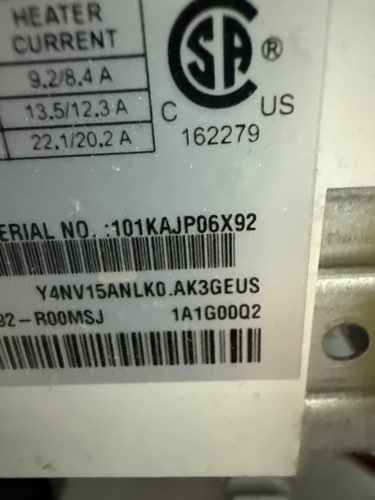 HEATER
CURRENT
9.2/8.4 A
13.5/12.3 A
22.1/20.2 A
SA ®
C US
162279
ERIAL NO. :101KAJP06X92
Y4NV15ANLK0.AK3GEUS
92-R00MSJ 1A1G00Q2